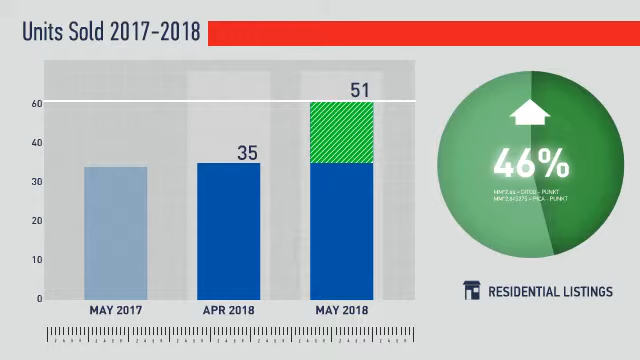 Units Sold 2017-2018
60
40
30
20
10
0
35
51
MAY 2017
APR 2018
MAY 2018
46%
RESIDENTIAL LISTINGS